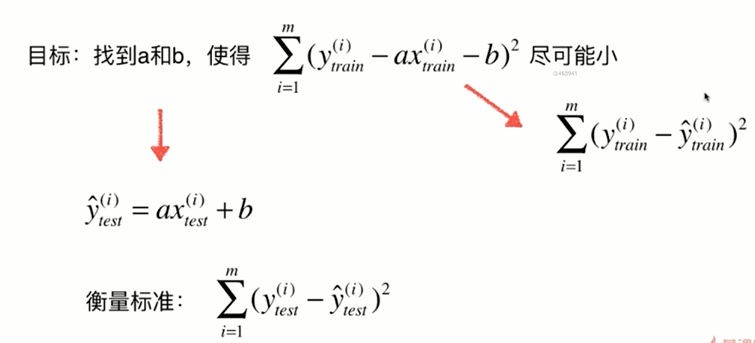 目标：找到a和b，使得 \sum_{i=1}^{m}(y_{train}^{(i)} - ax_{train}^{(i)} - b)^2 尽可能小
\sum_{i=1}^{m}(y_{train}^{(i)} - \hat{y}_{train}^{(i)})^2
\hat{y}_{test}^{(i)} = ax_{test}^{(i)} + b
衡量标准： \sum_{i=1}^{m}(y_{test}^{(i)} - \hat{y}_{test}^{(i)})^2